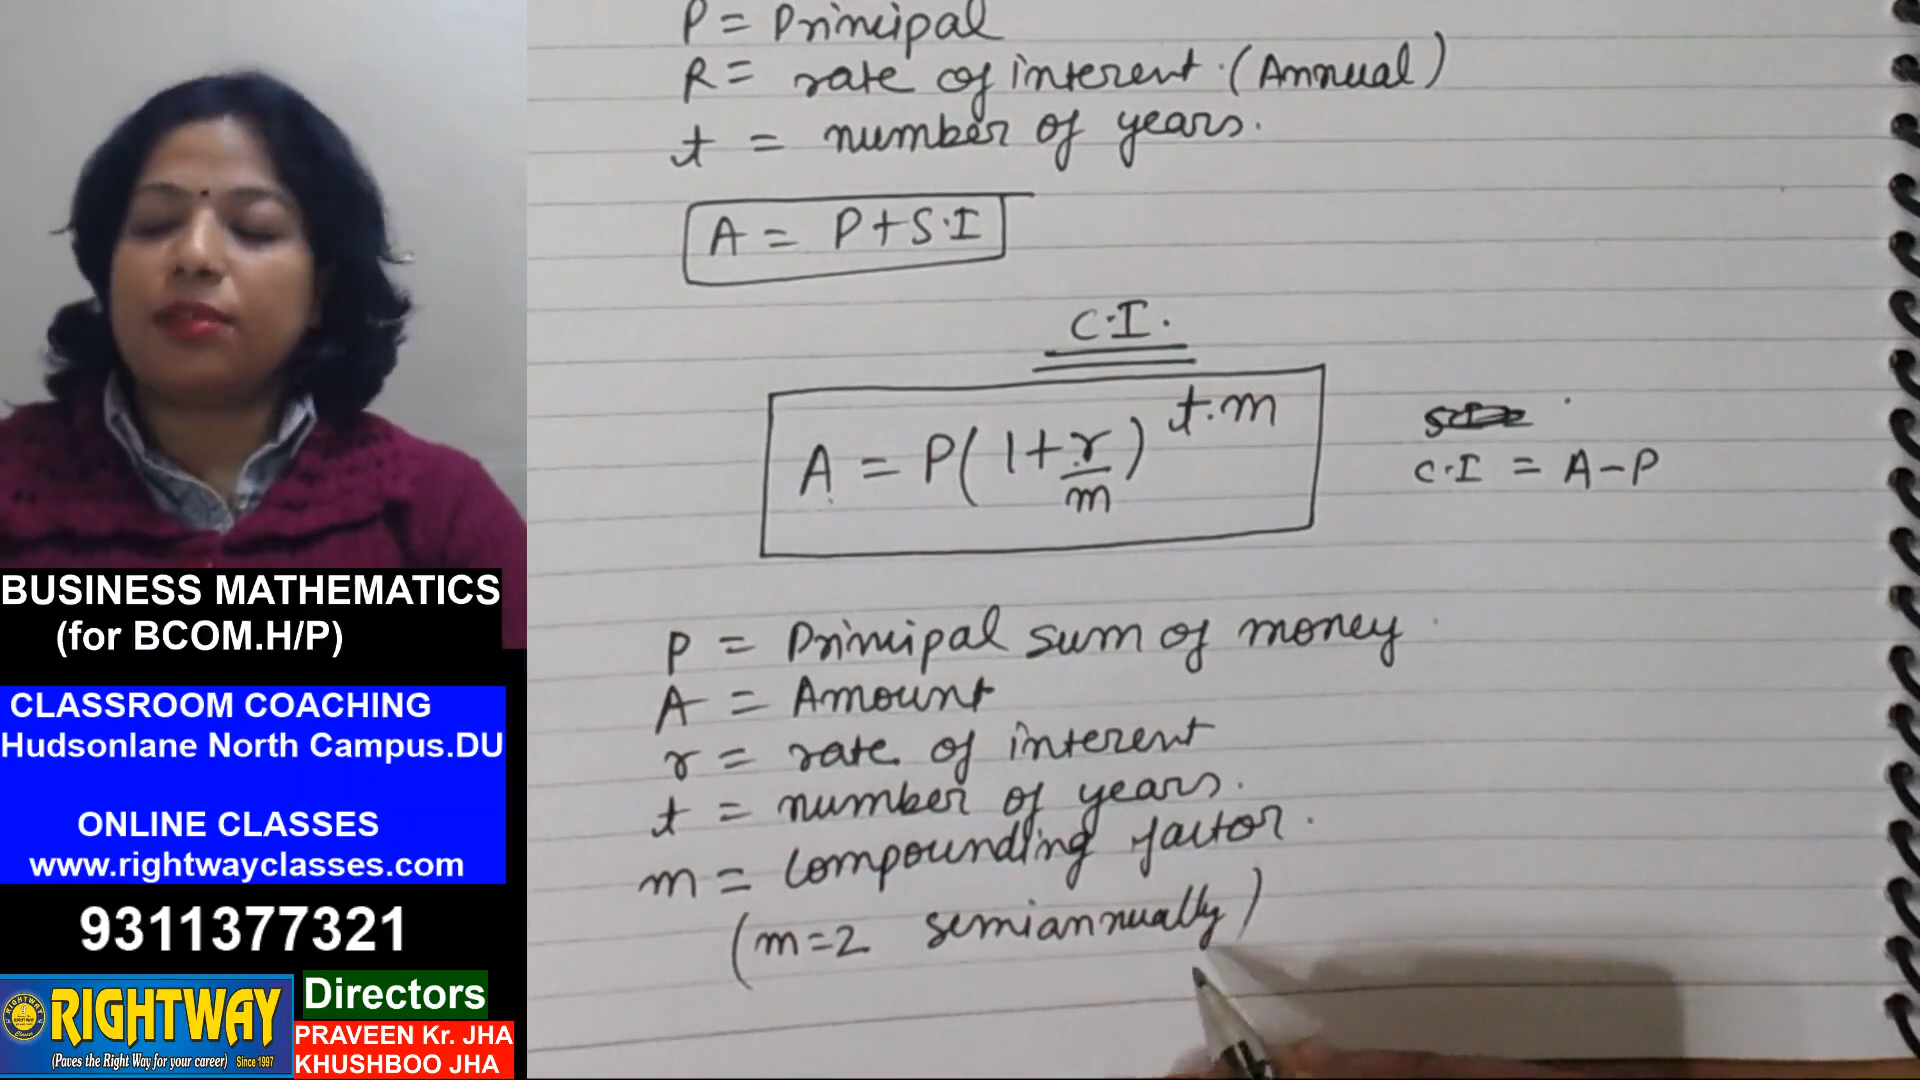 P = Principal
R = rate of interent. (Annual)
t = number of years.
A = P+S.I
C.I.
A = P(1+r/m)^t.m
C.I = A-P
P = Principal sum of money
A = Amount
r = rate of interent
t = number of years.
m = Compounding factor.
(m=2 semiannually)
BUSINESS MATHEMATICS
(for BCOM.H/P)
CLASSROOM COACHING
Hudsonlane North Campus.DU
ONLINE CLASSES
www.rightwayclasses.com
9311377321
RIGHTWAY
(Paves the Right Way for your career) Since 1997
Directors
PRAVEEN Kr. JHA
KHUSHBOO JHA